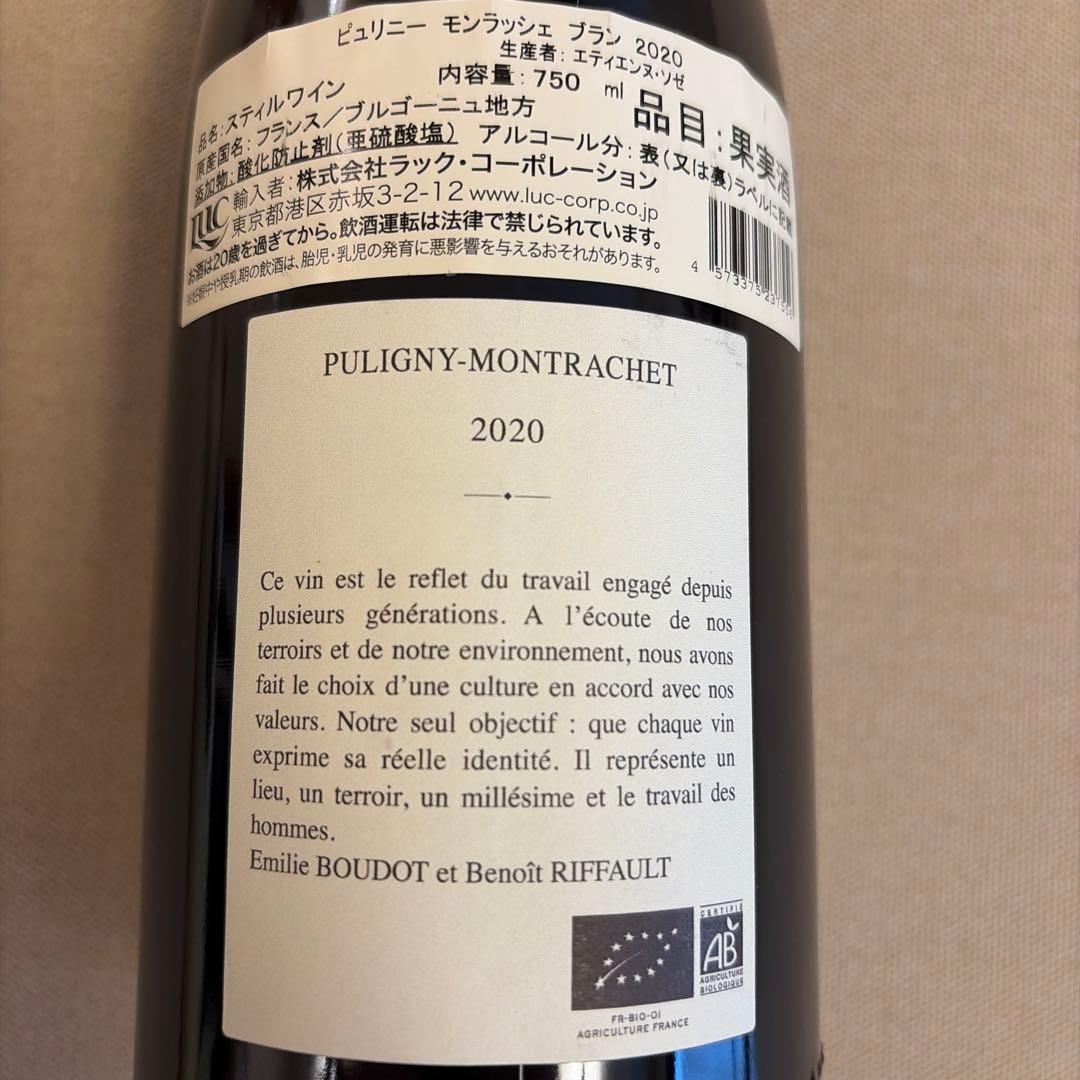 ピュリニー モンラッシェ ブラン 2020
生産者: エティエンヌ・ソゼ
品名: スティルワイン 内容量: 750 ml
原産国名: フランス/ブルゴーニュ地方 品目: 果実酒
添加物: 酸化防止剤(亜硫酸塩) アルコール分: 表(又は裏)ラベルに記載
LUC 輸入者: 株式会社ラック・コーポレーション
東京都港区赤坂3-2-12 www.luc-corp.co.jp
お酒は20歳を過ぎてから。飲酒運転は法律で禁じられています。
※妊娠中や授乳期の飲酒は、胎児・乳児の発育に悪影響を与えるおそれがあります。
4 573375 237558
PULIGNY-MONTRACHET
2020
Ce vin est le reflet du travail engagé depuis
plusieurs générations. A l'écoute de nos
terroirs et de notre environnement, nous avons
fait le choix d'une culture en accord avec nos
valeurs. Notre seul objectif : que chaque vin
exprime sa réelle identité. Il représente un
lieu, un terroir, un millésime et le travail des
hommes.
Emilie BOUDOT et Benoît RIFFAULT
CERTIFIÉ
AB
AGRICULTURE
BIOLOGIQUE
FR-BIO-01
AGRICULTURE FRANCE